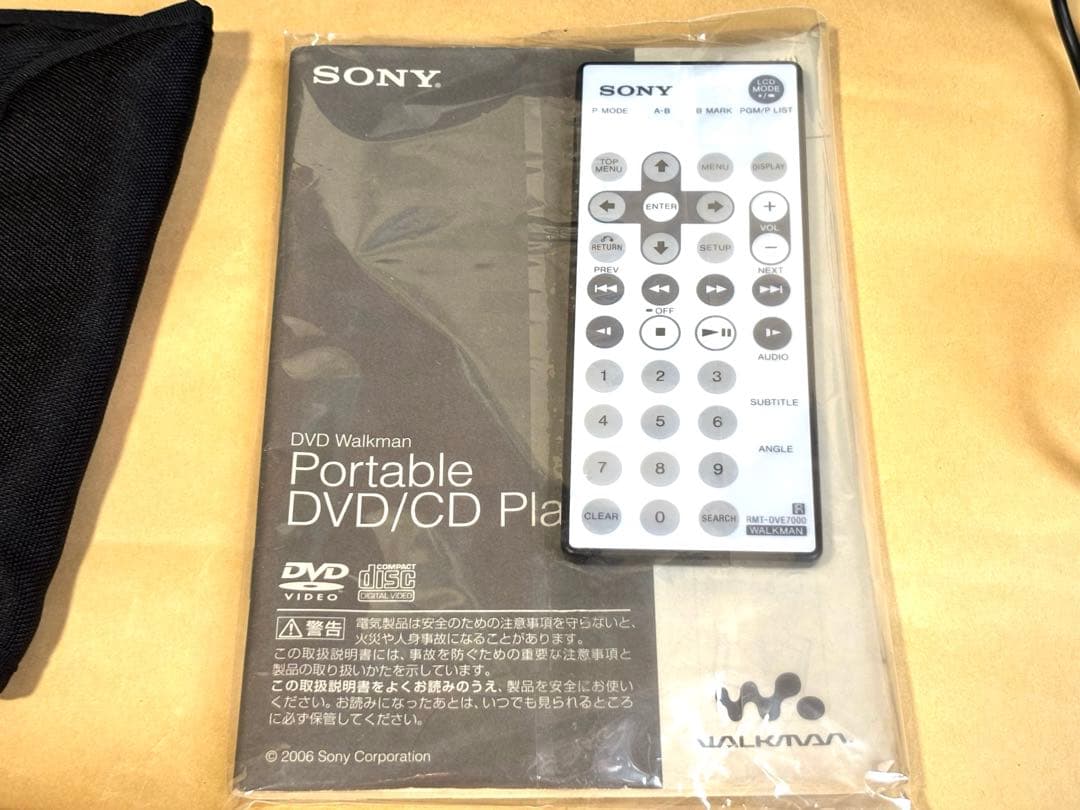 SONY®
DVD Walkman
Portable
DVD/CD Pla
DVD
VIDEO
COMPACT
disc
DIGITAL VIDEO
警告
電気製品は安全のための注意事項を守らないと、
火災や人身事故になることがあります。
この取扱説明書には、事故を防ぐための重要な注意事項と
製品の取り扱いかたを示しています。
この取扱説明書をよくお読みのうえ、製品を安全にお使い
ください。お読みになったあとは、いつでも見られるところ
に必ず保管してください。
© 2006 Sony Corporation
WALKMAN
SONY
LCD
MODE
P MODE A-B B MARK PGM/P LIST
TOP
MENU
MENU
DISPLAY
ENTER
+
VOL
−
RETURN
SETUP
PREV
NEXT
OFF
AUDIO
1 2 3
SUBTITLE
4 5 6
ANGLE
7 8 9
CLEAR 0 SEARCH
R
RMT-DVE7000
WALKMAN